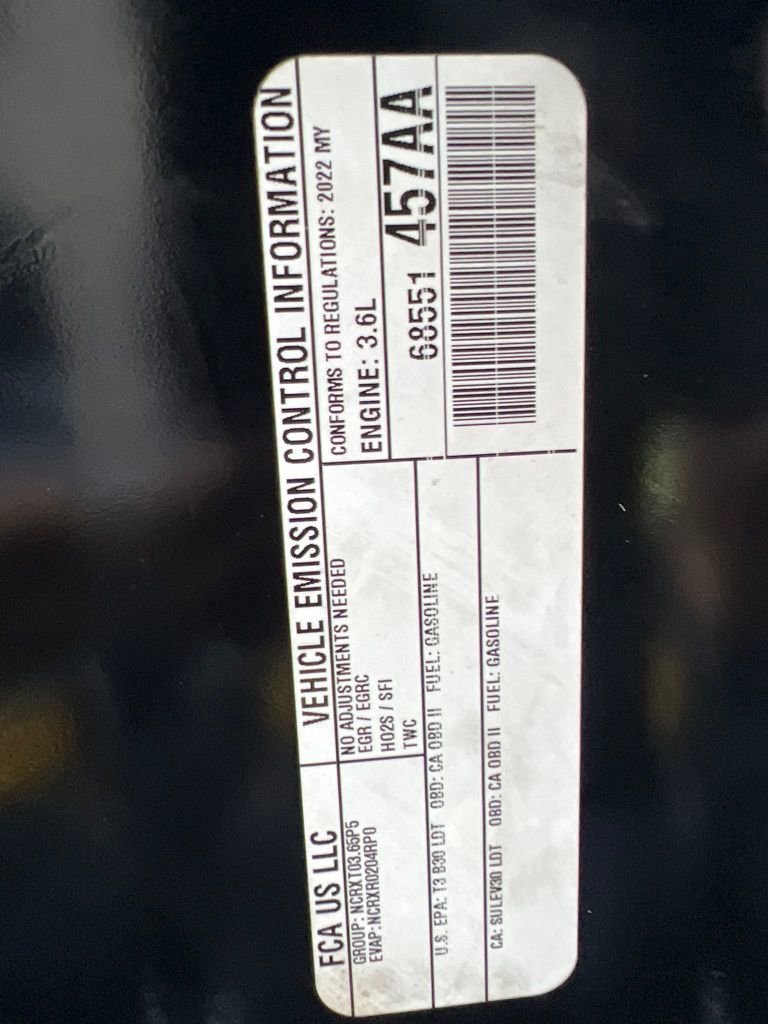 FCA US LLC
VEHICLE EMISSION CONTROL INFORMATION
GROUP: NCRXT03.65P5
EVAP: NCRXR0204RP0
NO ADJUSTMENTS NEEDED
EGR / EGRC
HO2S / SFI
TWC
CONFORMS TO REGULATIONS: 2022 MY
ENGINE: 3.6L
68551 457AA
U.S. EPA: T3 B30 LDT OBD: CA OBD II FUEL: GASOLINE
CA: SULEV30 LDT OBD: CA OBD II FUEL: GASOLINE